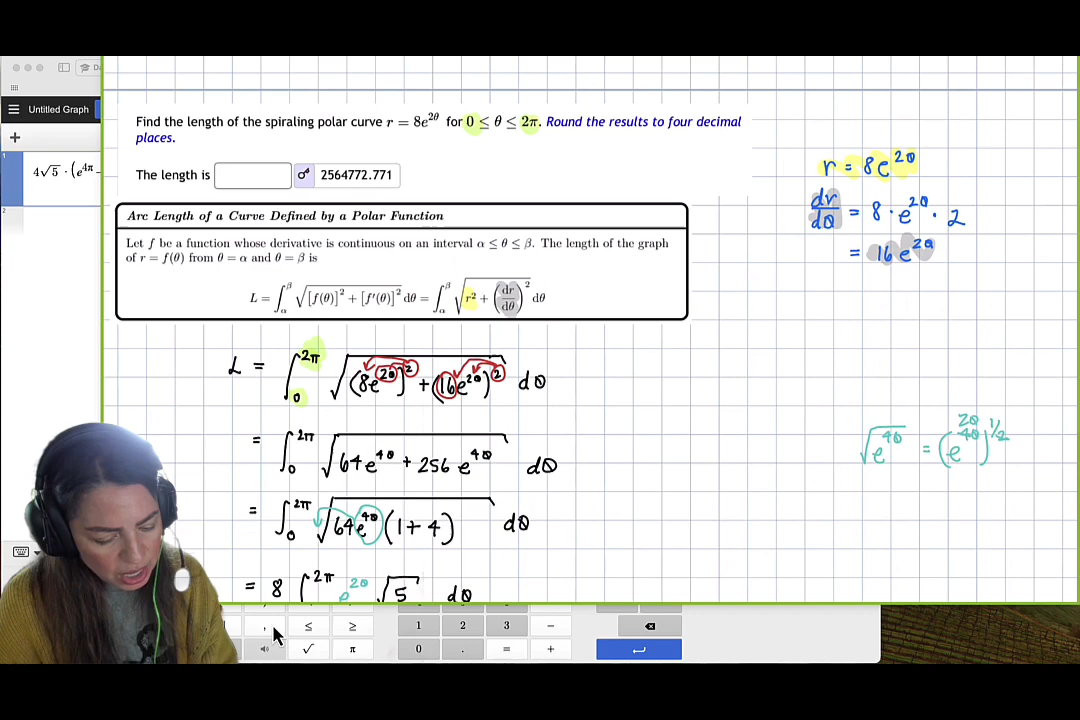 Untitled Graph
1
4√5 · (e^{4π} -
2
Find the length of the spiraling polar curve r = 8e^{2θ} for 0 ≤ θ ≤ 2π. Round the results to four decimal
places.
The length is
σ⁴ 2564772.771
Arc Length of a Curve Defined by a Polar Function
Let f be a function whose derivative is continuous on an interval α ≤ θ ≤ β. The length of the graph
of r = f(θ) from θ = α and θ = β is
L = ∫_α^β √([f(θ)]² + [f′(θ)]²) dθ = ∫_α^β √(r² + (dr/dθ)²) dθ
r = 8e^{2θ}
dr/dθ = 8 · e^{2θ} · 2
= 16e^{2θ}
L = ∫_0^{2π} √((8e^{2θ})² + (16e^{2θ})²) dθ
= ∫_0^{2π} √(64e^{4θ} + 256e^{4θ}) dθ
√(e^{4θ}) = (e^{4θ})^{1/2}
2θ
= ∫_0^{2π} √(64e^{4θ}(1 + 4)) dθ
= 8 ∫^{2π} e^{2θ} √5 dθ
, ≤ ≥ 1 2 3 −
√ π 0 . = +